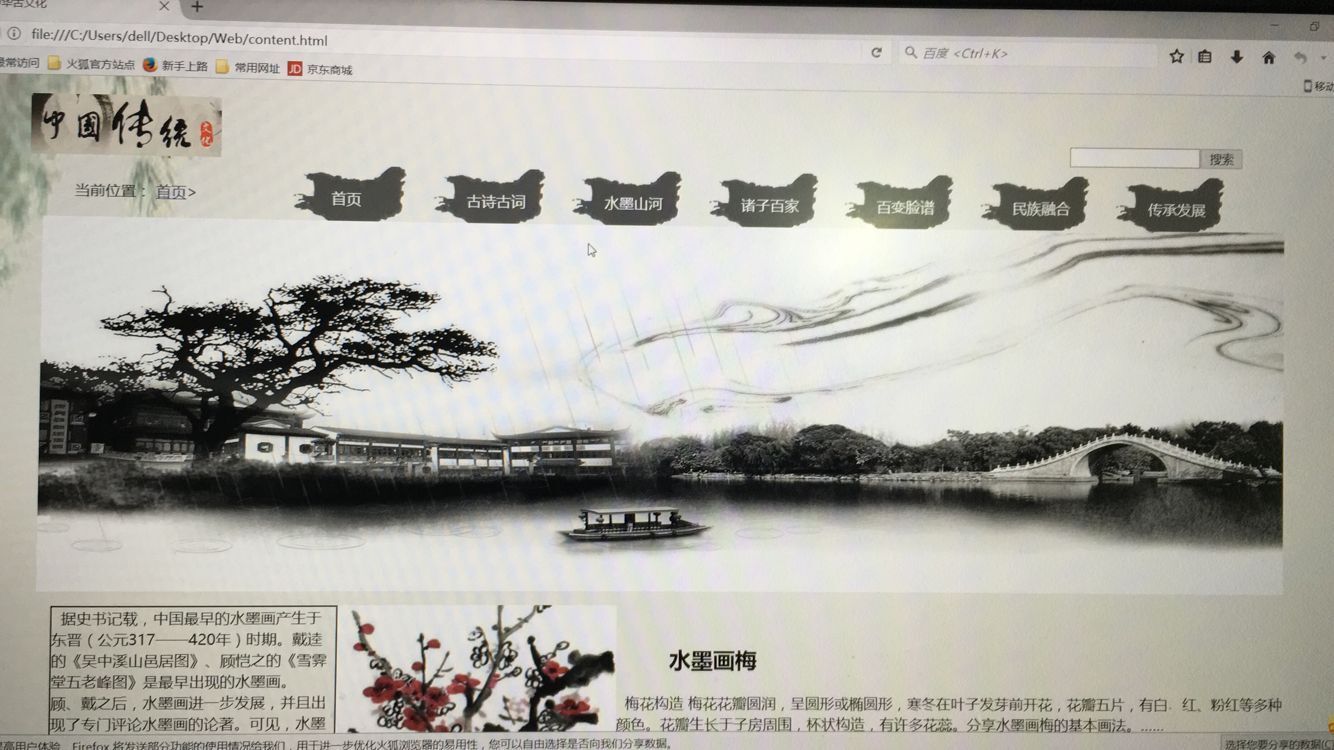 华古文化
file:///C:/Users/dell/Desktop/Web/content.html
百度 <Ctrl+K>
最常访问 火狐官方站点 新手上路 常用网址 JD 京东商城
移动
中國传统
文化
搜索
当前位置： 首页>
首页 古诗古词 水墨山河 诸子百家 百变脸谱 民族融合 传承发展
据史书记载，中国最早的水墨画产生于
东晋（公元317——420年）时期。戴逵
的《吴中溪山邑居图》、顾恺之的《雪霁
堂五老峰图》是最早出现的水墨画。
顾、戴之后，水墨画进一步发展，并且出
现了专门评论水墨画的论著。可见，水墨
水墨画梅
梅花构造 梅花花瓣圆润，呈圆形或椭圆形，寒冬在叶子发芽前开花，花瓣五片，有白、红、粉红等多种
颜色。花瓣生长于子房周围，杯状构造，有许多花蕊。分享水墨画梅的基本画法。……
提高用户体验，Firefox 将发送部分功能的使用情况给我们，用于进一步优化火狐浏览器的易用性，您可以自由选择是否向我们分享数据。
选择您要分享的数据(C)